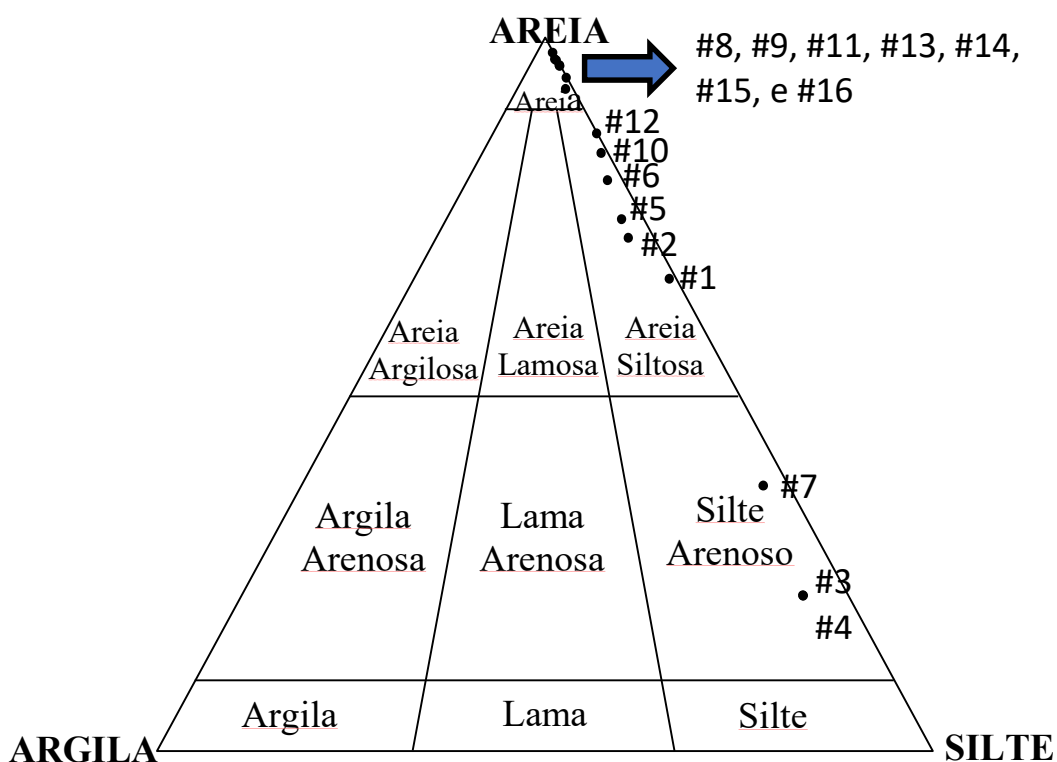 AREIA
#8, #9, #11, #13, #14,
#15, e #16
Areia
#12
#10
#6
#5
#2
#1
Areia
Argilosa
Areia
Lamosa
Areia
Siltosa
#7
Argila
Arenosa
Lama
Arenosa
Silte
Arenoso
#3
#4
Argila
Lama
Silte
ARGILA
SILTE